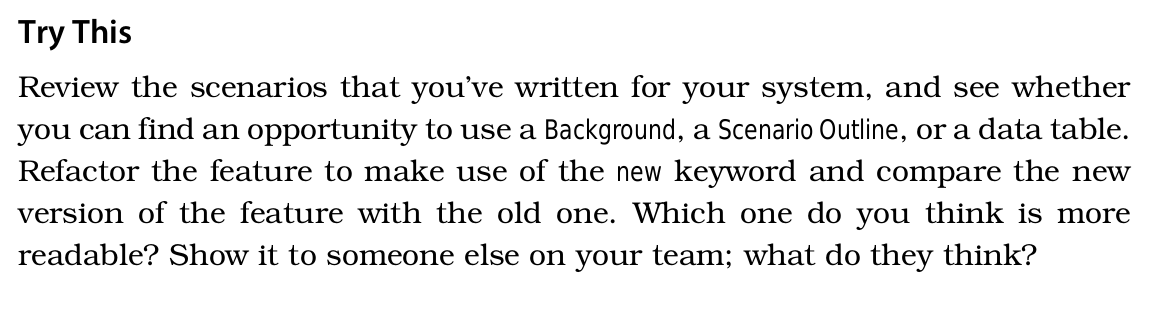 Try This
Review the scenarios that you've written for your system, and see whether
you can find an opportunity to use a Background, a Scenario Outline, or a data table.
Refactor the feature to make use of the new keyword and compare the new
version of the feature with the old one. Which one do you think is more
readable? Show it to someone else on your team; what do they think?